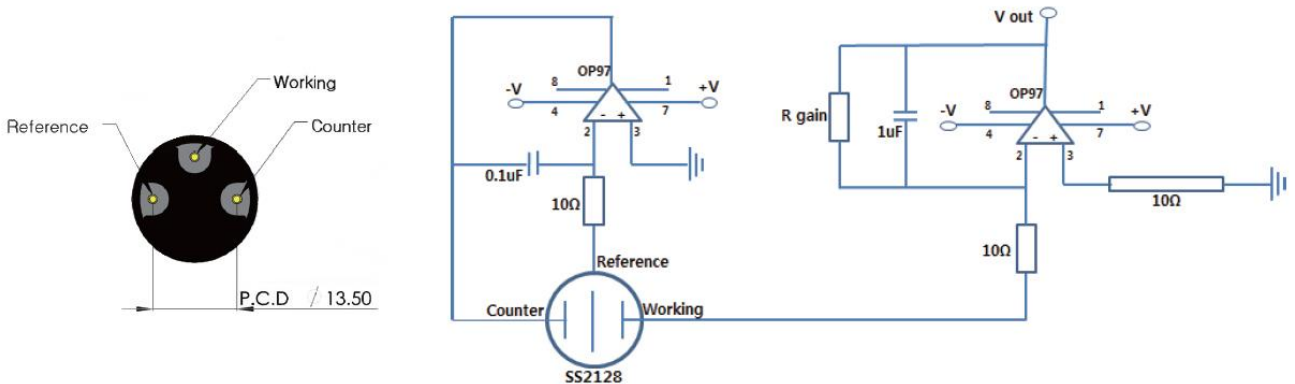 Working
Reference
Counter
P.C.D / 13.50
OP97
8
1
-V
+V
4
7
- +
2
3
0.1uF
10Ω
Reference
Counter
Working
SS2128
V out
R gain
1uF
OP97
8
1
-V
+V
4
7
- +
2
3
10Ω
10Ω